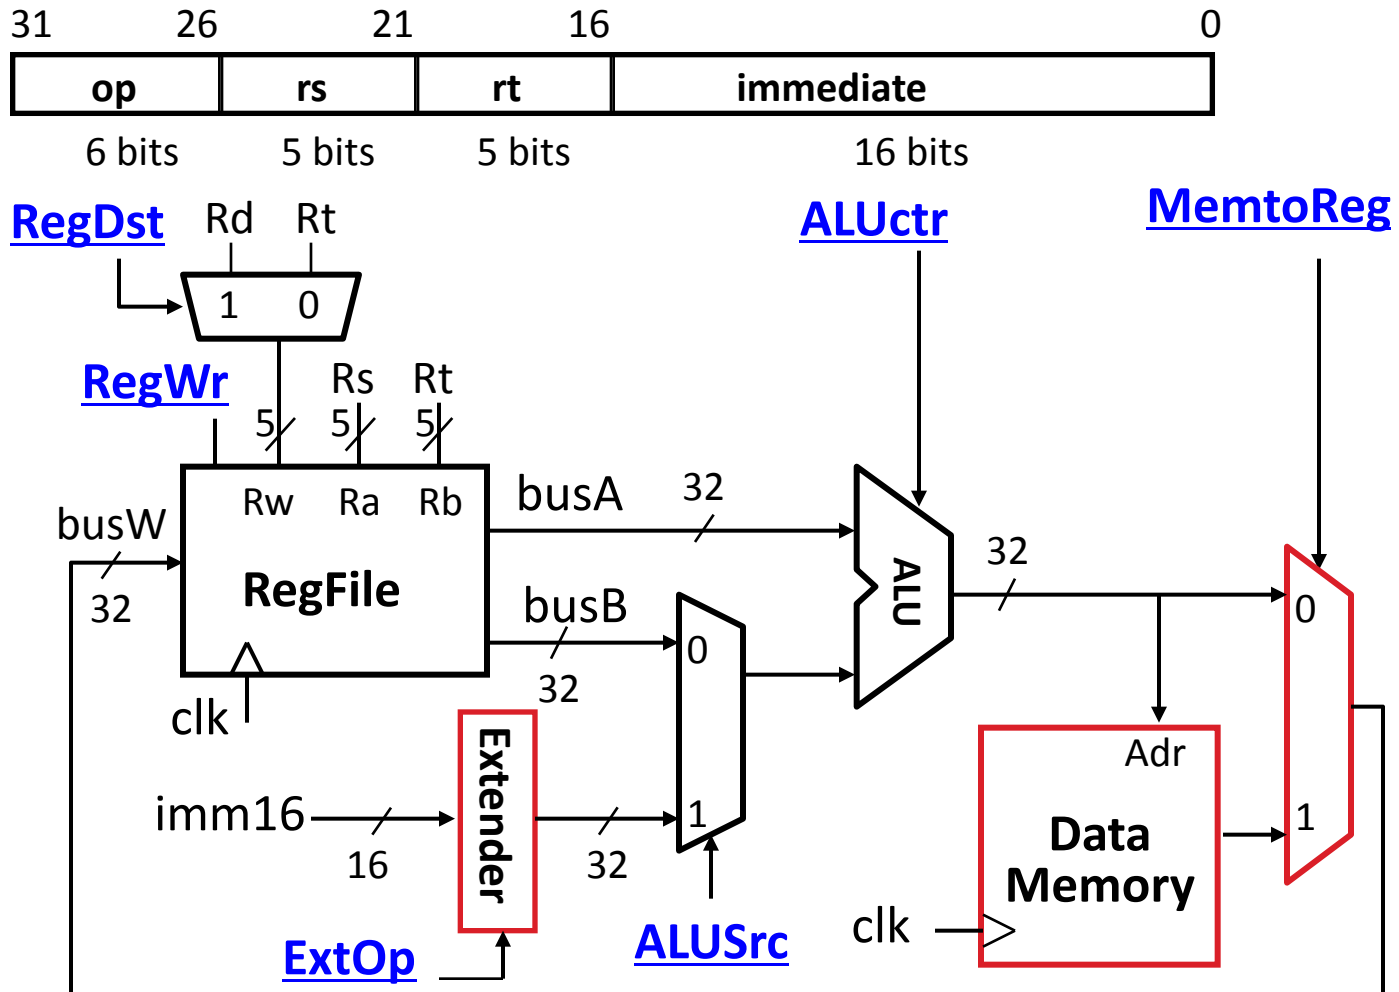 31 26 21 16 0
op rs rt immediate
6 bits 5 bits 5 bits 16 bits
RegDst Rd Rt ALUctr MemtoReg
1 0
RegWr Rs Rt
5 5 5
Rw Ra Rb busA 32
busW
32
RegFile
ALU
32
busB
0
0
32
clk
Extender
Adr
imm16
1
1
16
32
Data
Memory
clk
ExtOp
ALUSrc